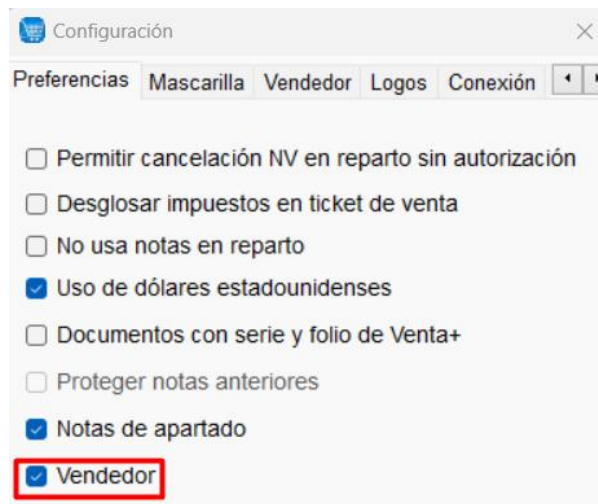 Configuración
Preferencias Mascarilla Vendedor Logos Conexión
Permitir cancelación NV en reparto sin autorización
Desglosar impuestos en ticket de venta
No usa notas en reparto
Uso de dólares estadounidenses
Documentos con serie y folio de Venta+
Proteger notas anteriores
Notas de apartado
Vendedor